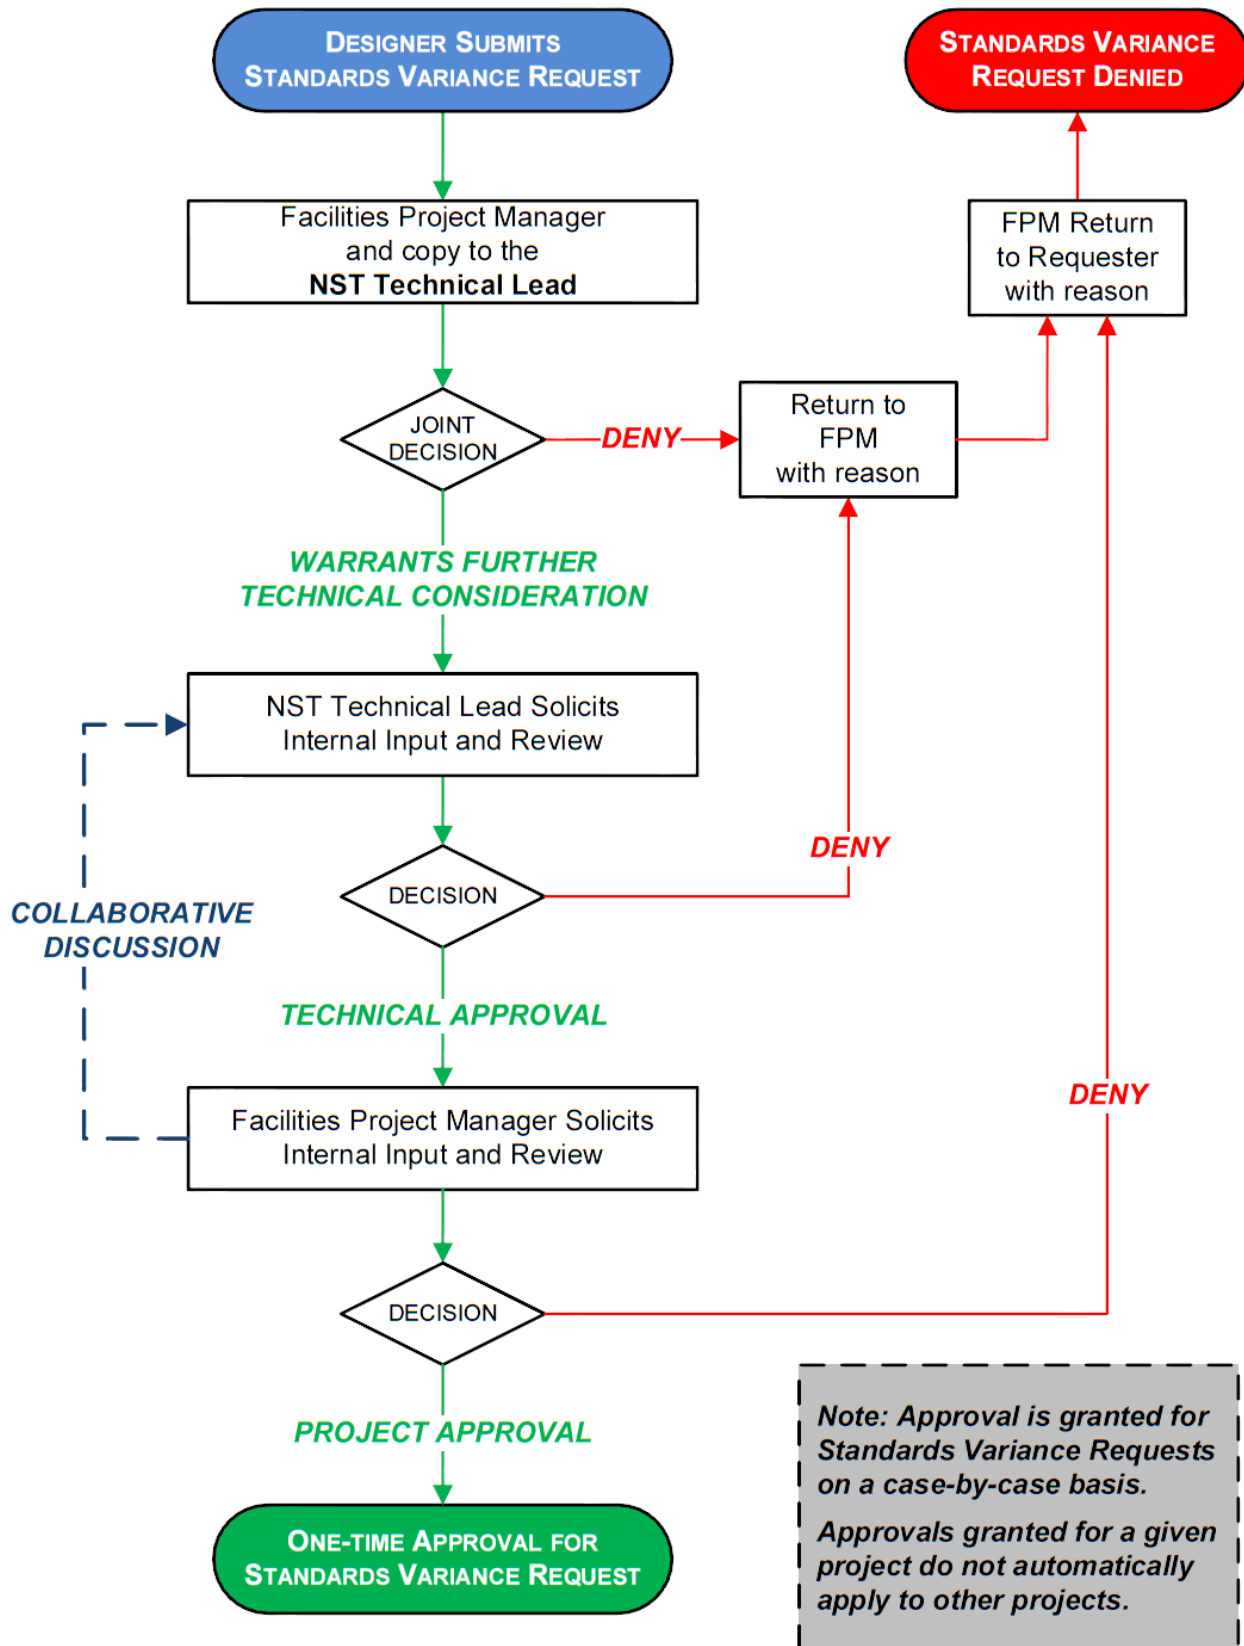 DESIGNER SUBMITS
STANDARDS VARIANCE REQUEST
STANDARDS VARIANCE
REQUEST DENIED
Facilities Project Manager
and copy to the
NST Technical Lead
FPM Return
to Requester
with reason
JOINT
DECISION
DENY
Return to
FPM
with reason
WARRANTS FURTHER
TECHNICAL CONSIDERATION
NST Technical Lead Solicits
Internal Input and Review
DENY
DECISION
COLLABORATIVE
DISCUSSION
TECHNICAL APPROVAL
DENY
Facilities Project Manager Solicits
Internal Input and Review
DECISION
PROJECT APPROVAL
Note: Approval is granted for
Standards Variance Requests
on a case-by-case basis.
Approvals granted for a given
project do not automatically
apply to other projects.
ONE-TIME APPROVAL FOR
STANDARDS VARIANCE REQUEST